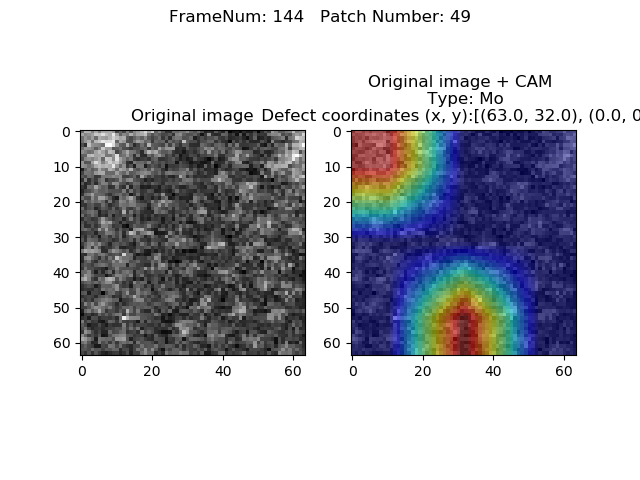 FrameNum: 144   Patch Number: 49
Original image + CAM
Type: Mo
Original image
Defect coordinates (x, y):[(63.0, 32.0), (0.0, 0
0
10
20
30
40
50
60
0 20 40 60
0
10
20
30
40
50
60
0 20 40 60